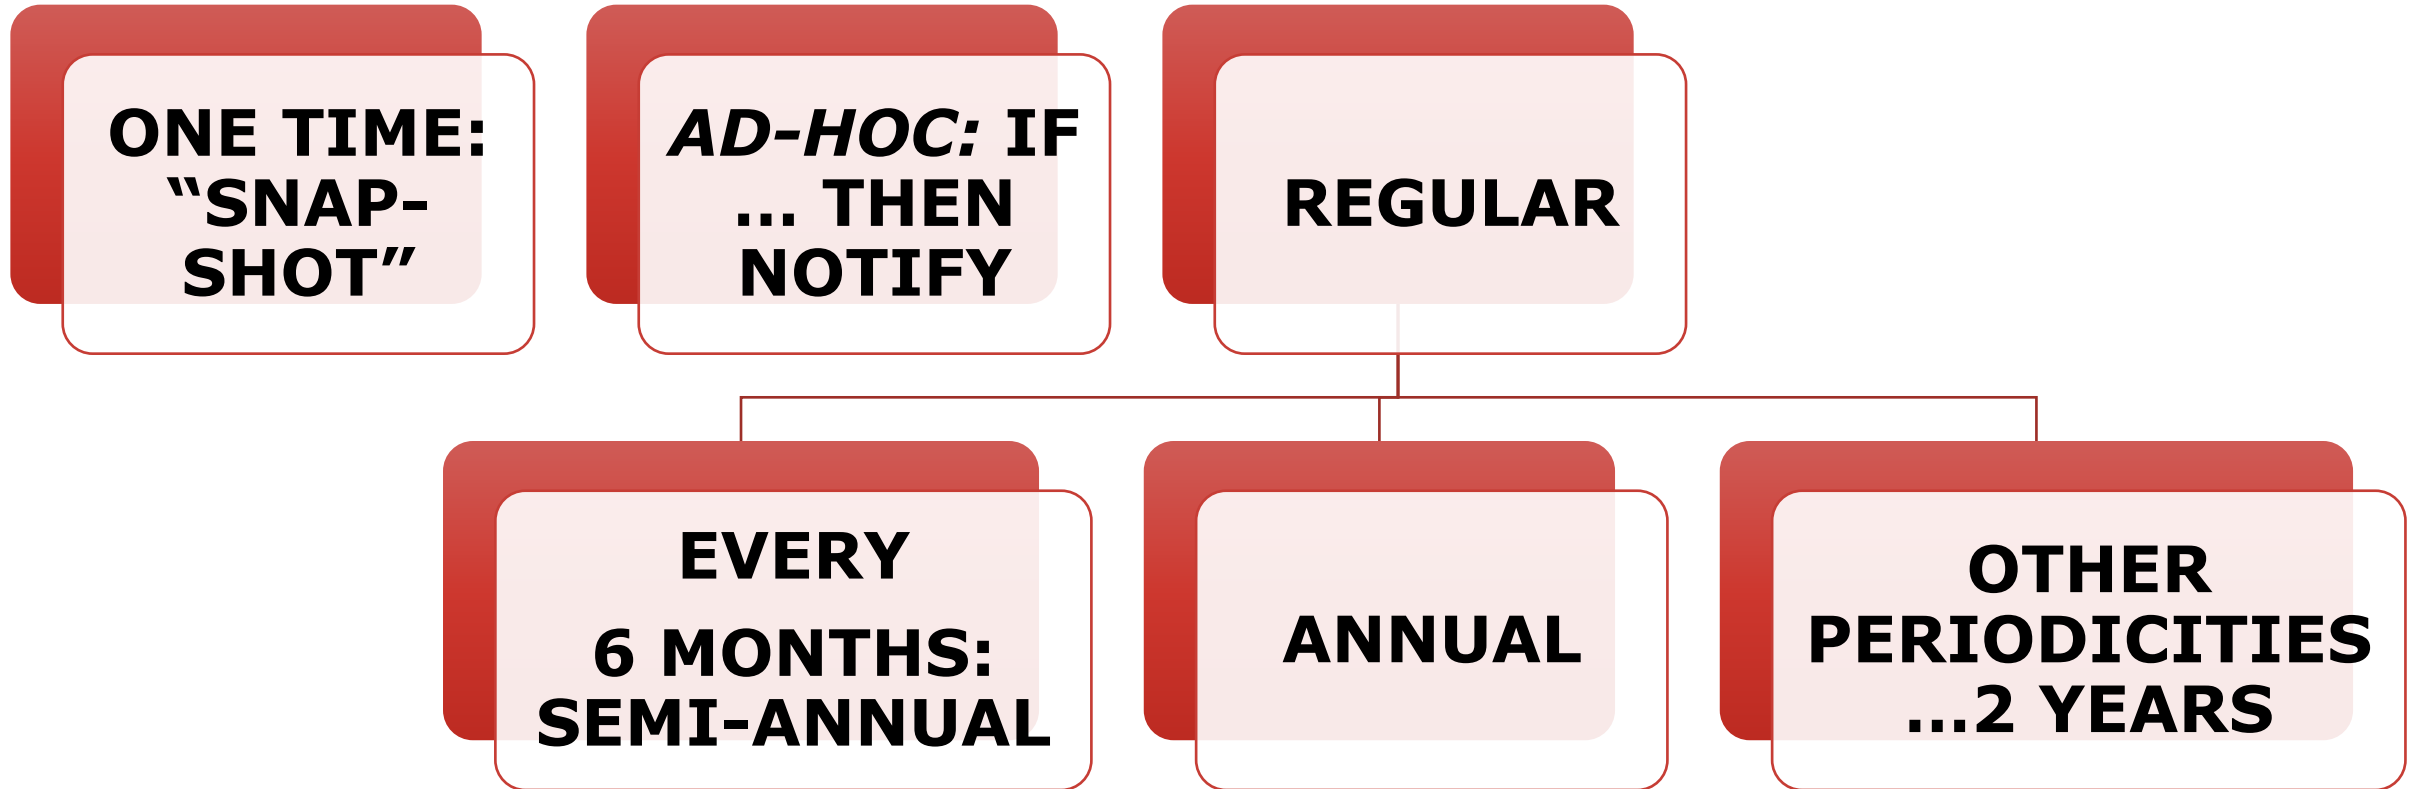 ONE TIME:
“SNAP-
SHOT”
AD-HOC: IF
… THEN
NOTIFY
REGULAR
EVERY
6 MONTHS:
SEMI-ANNUAL
ANNUAL
OTHER
PERIODICITIES
…2 YEARS